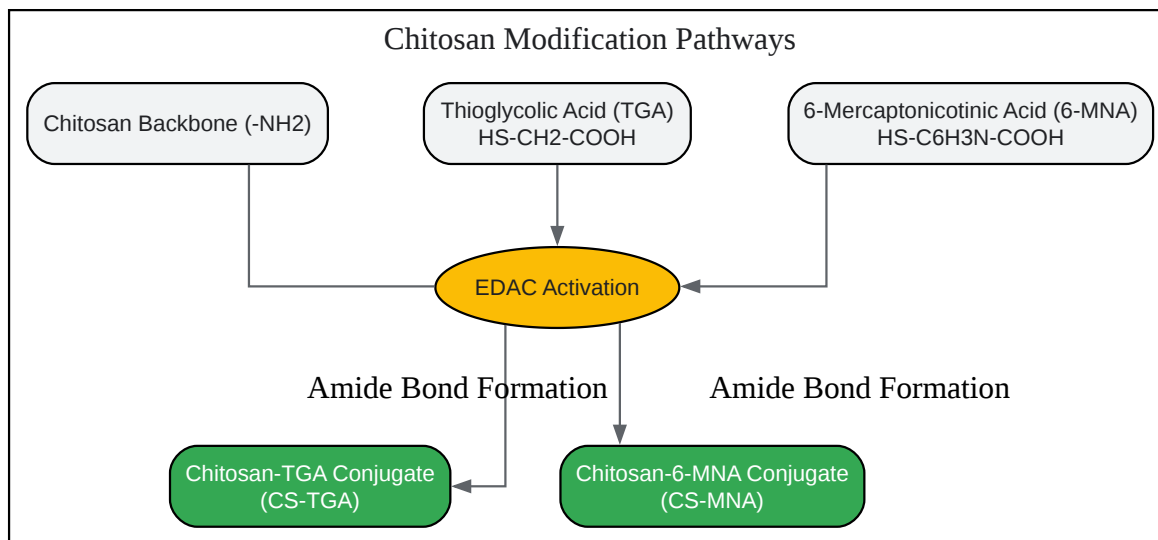 Chitosan Modification Pathways
Chitosan Backbone (-NH2)
Thioglycolic Acid (TGA)
HS-CH2-COOH
6-Mercaptonicotinic Acid (6-MNA)
HS-C6H3N-COOH
EDAC Activation
Amide Bond Formation
Amide Bond Formation
Chitosan-TGA Conjugate
(CS-TGA)
Chitosan-6-MNA Conjugate
(CS-MNA)